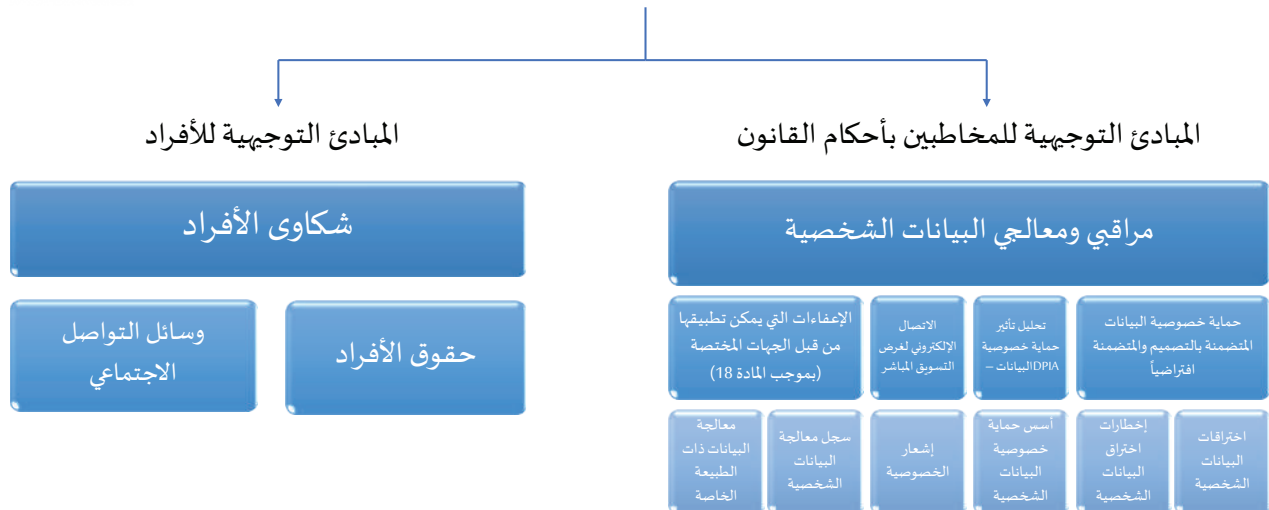 المبادئ التوجيهية للمخاطبين بأحكام القانون
مراقبي ومعالجي البيانات الشخصية
حماية خصوصية البيانات
المتضمنة بالتصميم والمتضمنة
افتراضياً
تحليل تأثير
حماية خصوصية
البيانات – DPIA
الاتصال
الإلكتروني لغرض
التسويق المباشر
الإعفاءات التي يمكن تطبيقها
من قبل الجهات المختصة
(بموجب المادة 18)
اختراقات
البيانات
الشخصية
إخطارات
اختراق
البيانات
الشخصية
أسس حماية
خصوصية
البيانات
الشخصية
إشعار
الخصوصية
سجل معالجة
البيانات
الشخصية
معالجة
البيانات ذات
الطبيعة
الخاصة
المبادئ التوجيهية للأفراد
شكاوى الأفراد
حقوق الأفراد
وسائل التواصل
الاجتماعي